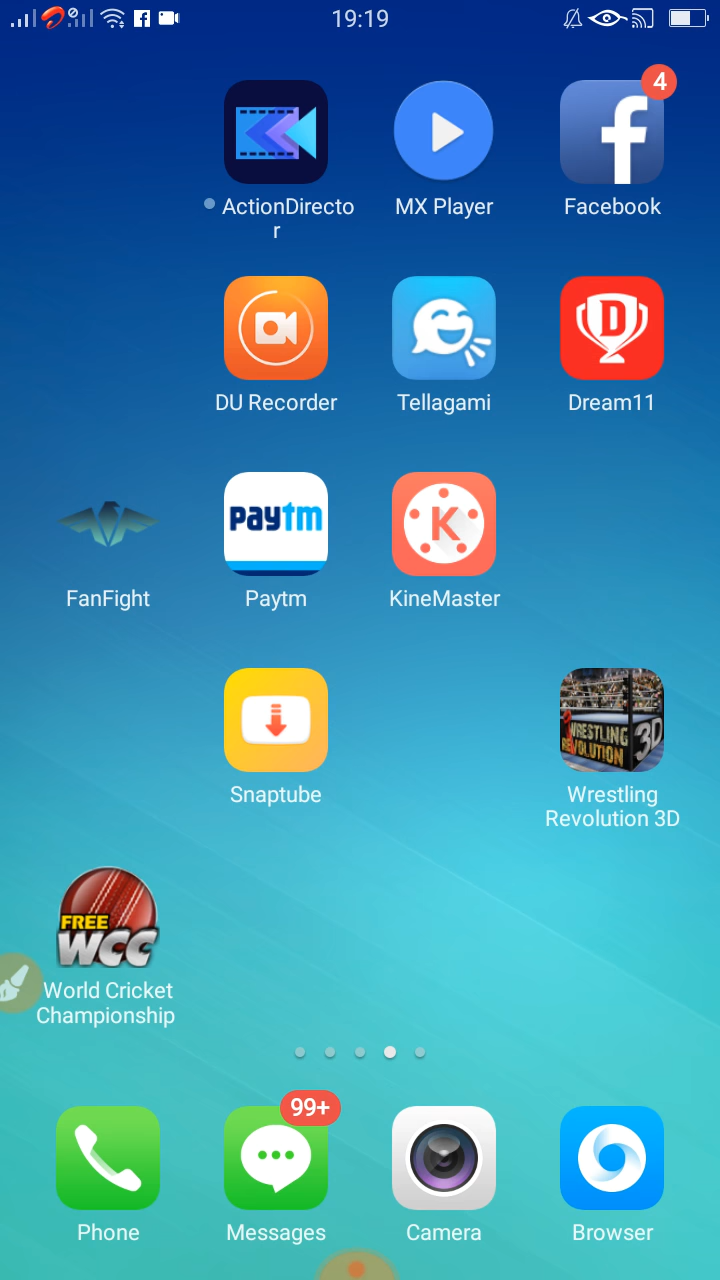 19:19
4
ActionDirecto
r
MX Player
Facebook
D
DU Recorder
Tellagami
Dream11
paytm
K
FanFight
Paytm
KineMaster
WRESTLING
REVOLUTION
3D
Snaptube
Wrestling
Revolution 3D
FREE
WCC
World Cricket
Championship
99+
Phone
Messages
Camera
Browser